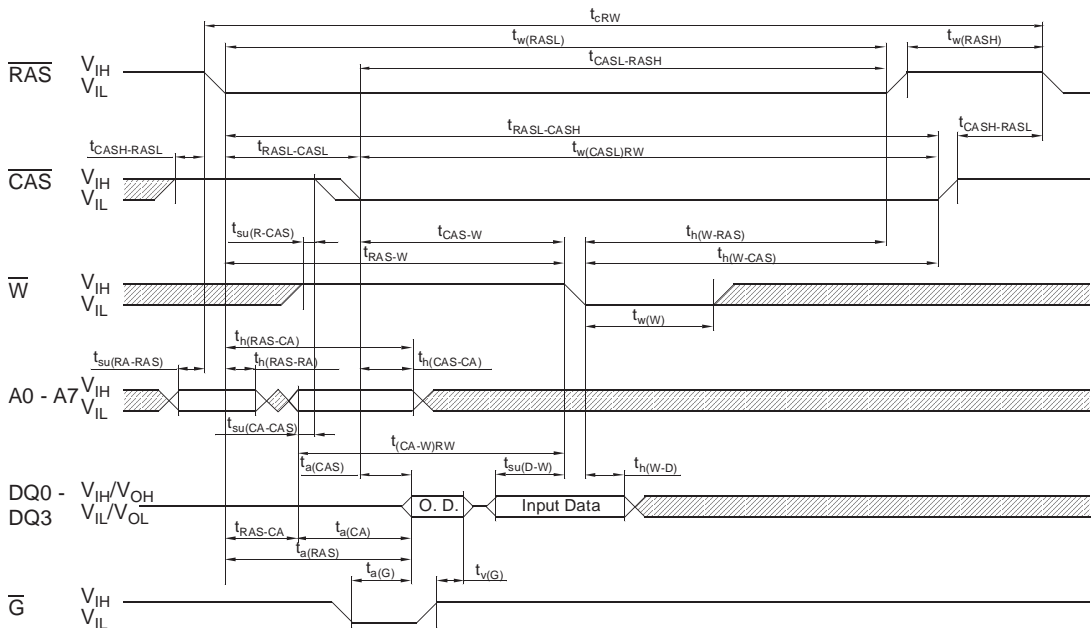 tcRW
tw(RASL)
tw(RASH)
tCASL-RASH
RAS VIH
VIL
tRASL-CASH
tCASH-RASL
tCASH-RASL
tRASL-CASL
tw(CASL)RW
CAS VIH
VIL
tsu(R-CAS)
tCAS-W
th(W-RAS)
tRAS-W
th(W-CAS)
W VIH
VIL
tw(W)
th(RAS-CA)
tsu(RA-RAS)
th(RAS-RA)
th(CAS-CA)
A0 - A7 VIH
VIL
tsu(CA-CAS)
t(CA-W)RW
ta(CAS)
tsu(D-W)
th(W-D)
DQ0 - VIH/VOH
DQ3 VIL/VOL
O. D.
Input Data
tRAS-CA
ta(CA)
ta(RAS)
ta(G)
tv(G)
G VIH
VIL